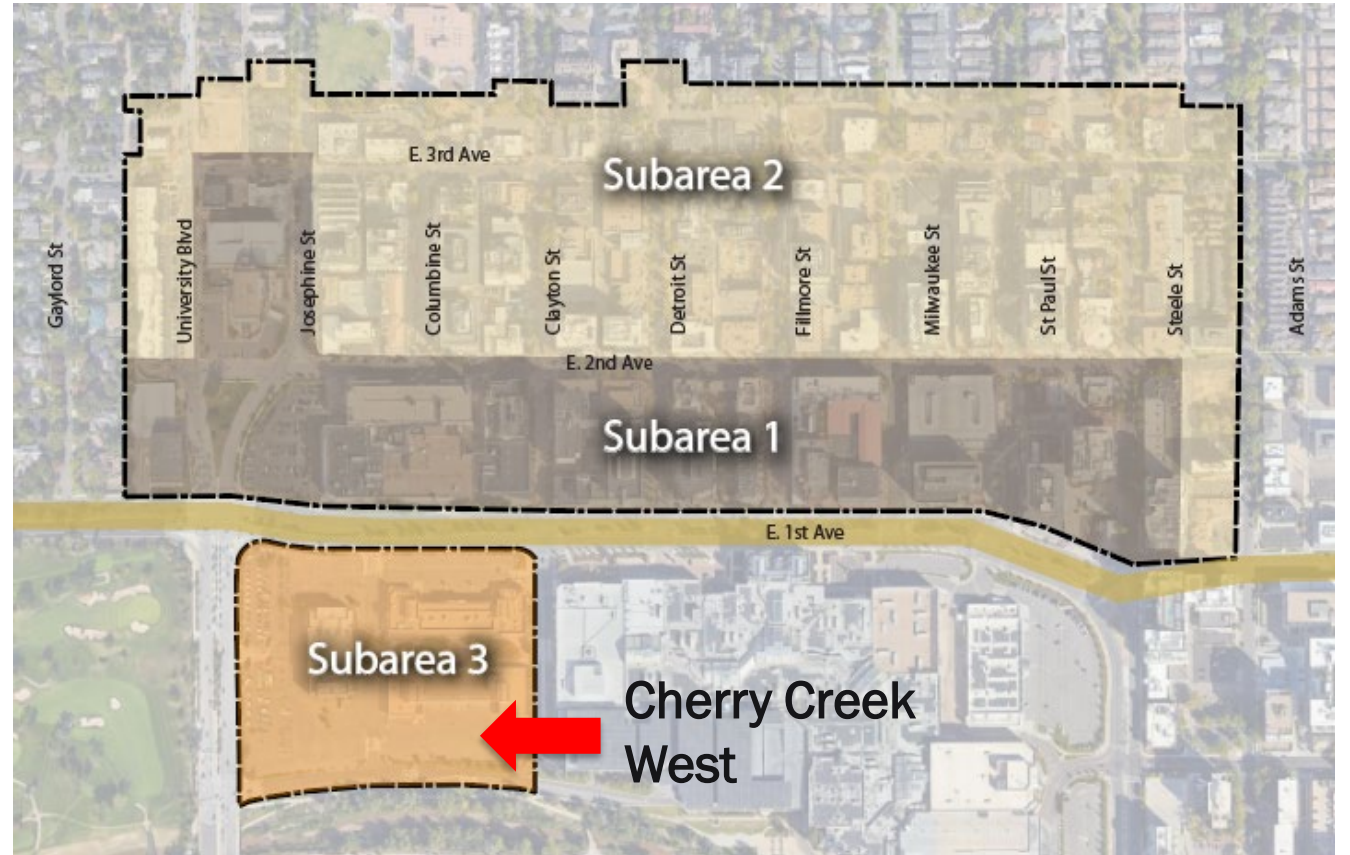 E. 3rd Ave
Subarea 2
Gaylord St
University Blvd
Josephine St
Columbine St
Clayton St
Detroit St
Fillmore St
Milwaukee St
St Paul St
Steele St
Adams St
E. 2nd Ave
Subarea 1
E. 1st Ave
Subarea 3
Cherry Creek
West